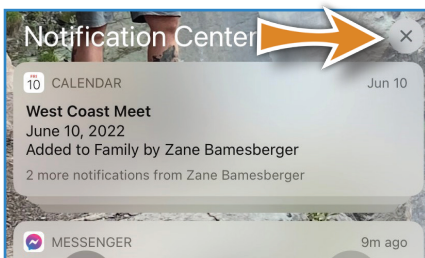 Notification Center
CALENDAR Jun 10
FRI
10
West Coast Meet
June 10, 2022
Added to Family by Zane Bamesberger
2 more notifications from Zane Bamesberger
MESSENGER 9m ago